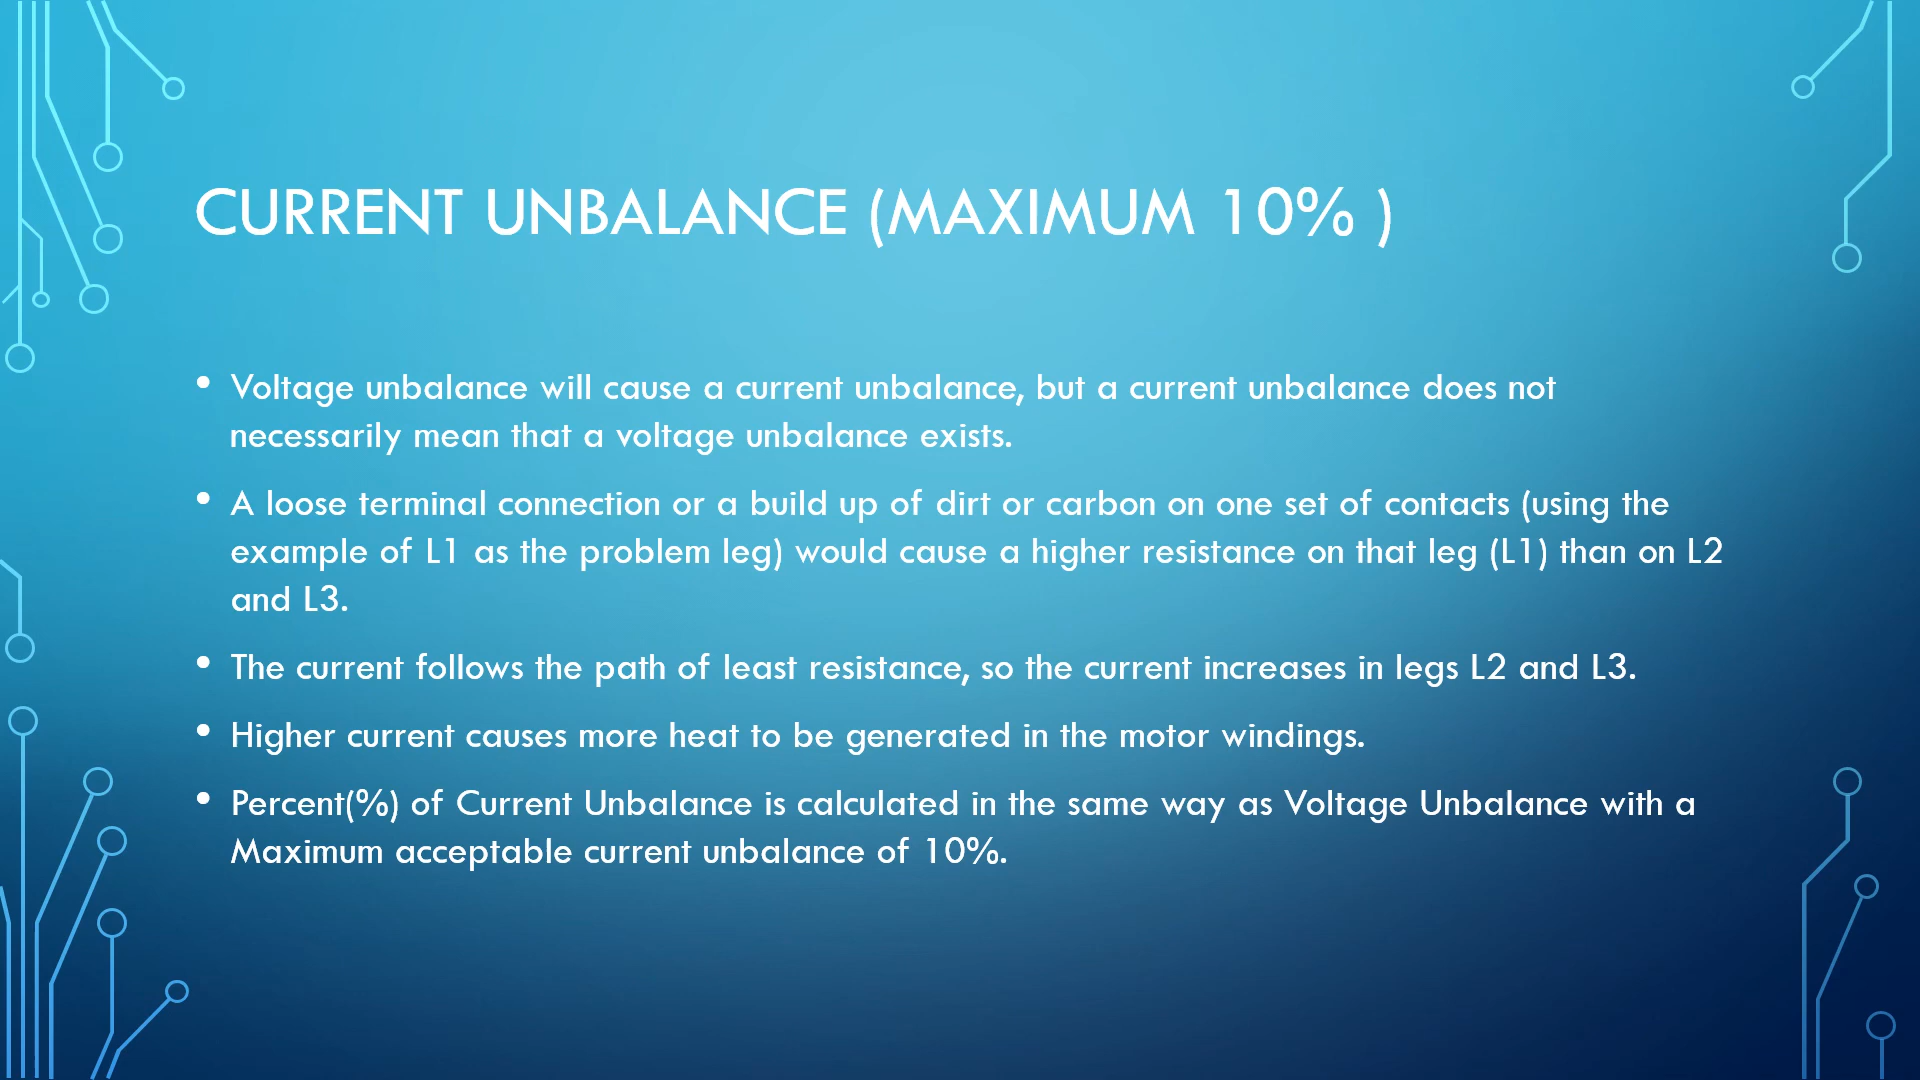 CURRENT UNBALANCE (MAXIMUM 10% )
• Voltage unbalance will cause a current unbalance, but a current unbalance does not
necessarily mean that a voltage unbalance exists.
• A loose terminal connection or a build up of dirt or carbon on one set of contacts (using the
example of L1 as the problem leg) would cause a higher resistance on that leg (L1) than on L2
and L3.
• The current follows the path of least resistance, so the current increases in legs L2 and L3.
• Higher current causes more heat to be generated in the motor windings.
• Percent(%) of Current Unbalance is calculated in the same way as Voltage Unbalance with a
Maximum acceptable current unbalance of 10%.